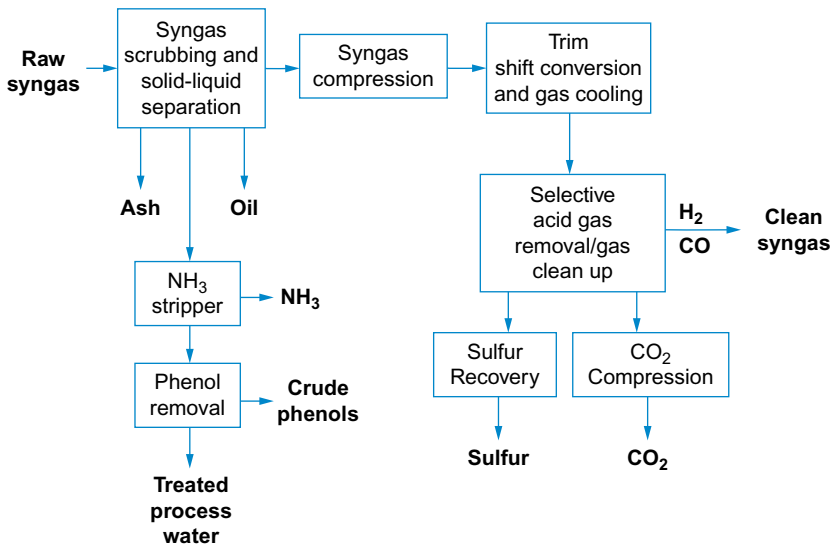 Raw
syngas
Syngas
scrubbing and
solid-liquid
separation
Syngas
compression
Trim
shift conversion
and gas cooling
Ash
Oil
Selective
acid gas
removal/gas
clean up
H₂
CO
Clean
syngas
NH₃
stripper
NH₃
Phenol
removal
Crude
phenols
Treated
process
water
Sulfur
Recovery
CO₂
Compression
Sulfur
CO₂